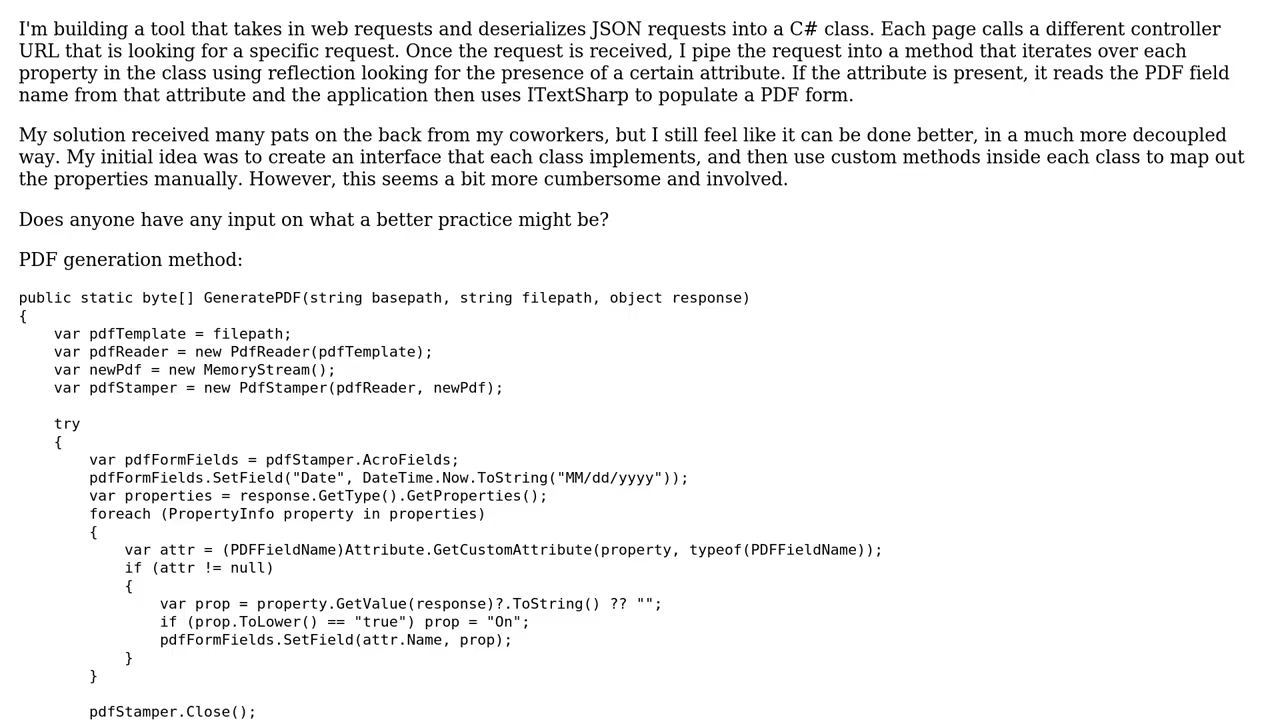 I'm building a tool that takes in web requests and deserializes JSON requests into a C# class. Each page calls a different controller
URL that is looking for a specific request. Once the request is received, I pipe the request into a method that iterates over each
property in the class using reflection looking for the presence of a certain attribute. If the attribute is present, it reads the PDF field
name from that attribute and the application then uses ITextSharp to populate a PDF form.
My solution received many pats on the back from my coworkers, but I still feel like it can be done better, in a much more decoupled
way. My initial idea was to create an interface that each class implements, and then use custom methods inside each class to map out
the properties manually. However, this seems a bit more cumbersome and involved.
Does anyone have any input on what a better practice might be?
PDF generation method:
public static byte[] GeneratePDF(string basepath, string filepath, object response)
{
    var pdfTemplate = filepath;
    var pdfReader = new PdfReader(pdfTemplate);
    var newPdf = new MemoryStream();
    var pdfStamper = new PdfStamper(pdfReader, newPdf);
    try
    {
        var pdfFormFields = pdfStamper.AcroFields;
        pdfFormFields.SetField("Date", DateTime.Now.ToString("MM/dd/yyyy"));
        var properties = response.GetType().GetProperties();
        foreach (PropertyInfo property in properties)
        {
            var attr = (PDFFieldName)Attribute.GetCustomAttribute(property, typeof(PDFFieldName));
            if (attr != null)
            {
                var prop = property.GetValue(response)?.ToString() ?? "";
                if (prop.ToLower() == "true") prop = "On";
                pdfFormFields.SetField(attr.Name, prop);
            }
        }
        pdfStamper.Close();